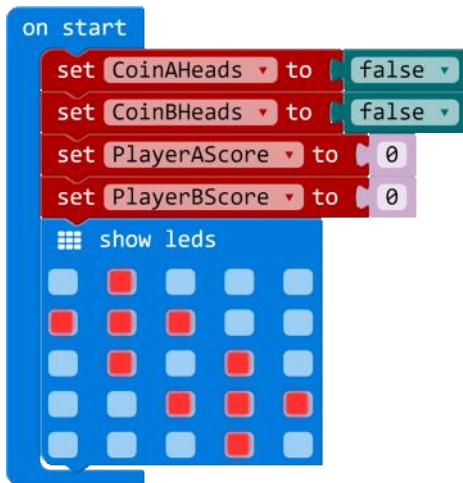 on start
set CoinAHeads to false
set CoinBHeads to false
set PlayerAScore to 0
set PlayerBScore to 0
show leds